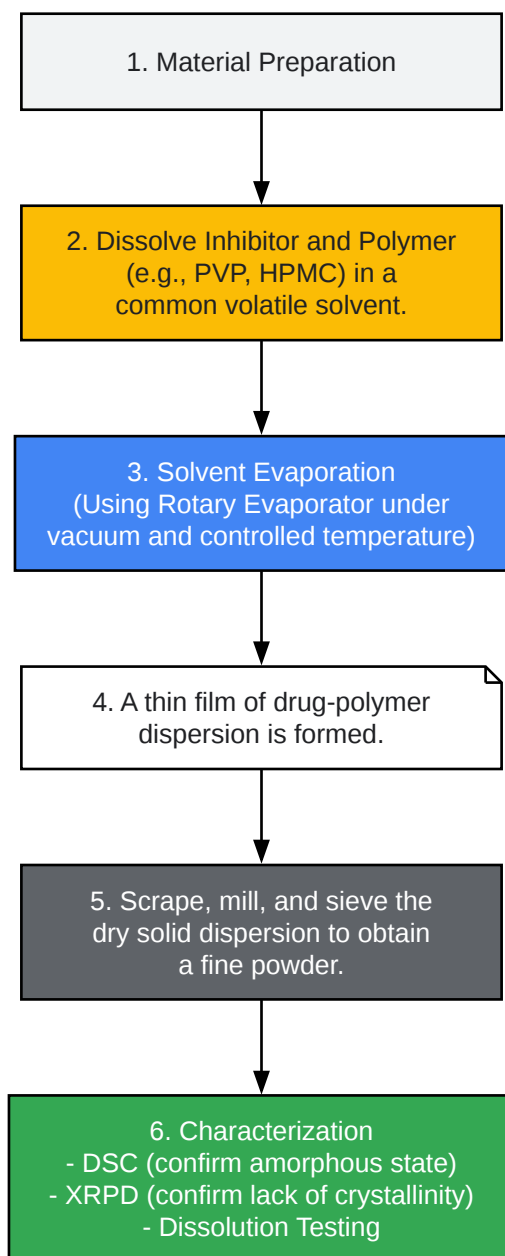 1. Material Preparation
2. Dissolve Inhibitor and Polymer
(e.g., PVP, HPMC) in a
common volatile solvent.
3. Solvent Evaporation
(Using Rotary Evaporator under
vacuum and controlled temperature)
4. A thin film of drug-polymer
dispersion is formed.
5. Scrape, mill, and sieve the
dry solid dispersion to obtain
a fine powder.
6. Characterization
- DSC (confirm amorphous state)
- XRPD (confirm lack of crystallinity)
- Dissolution Testing